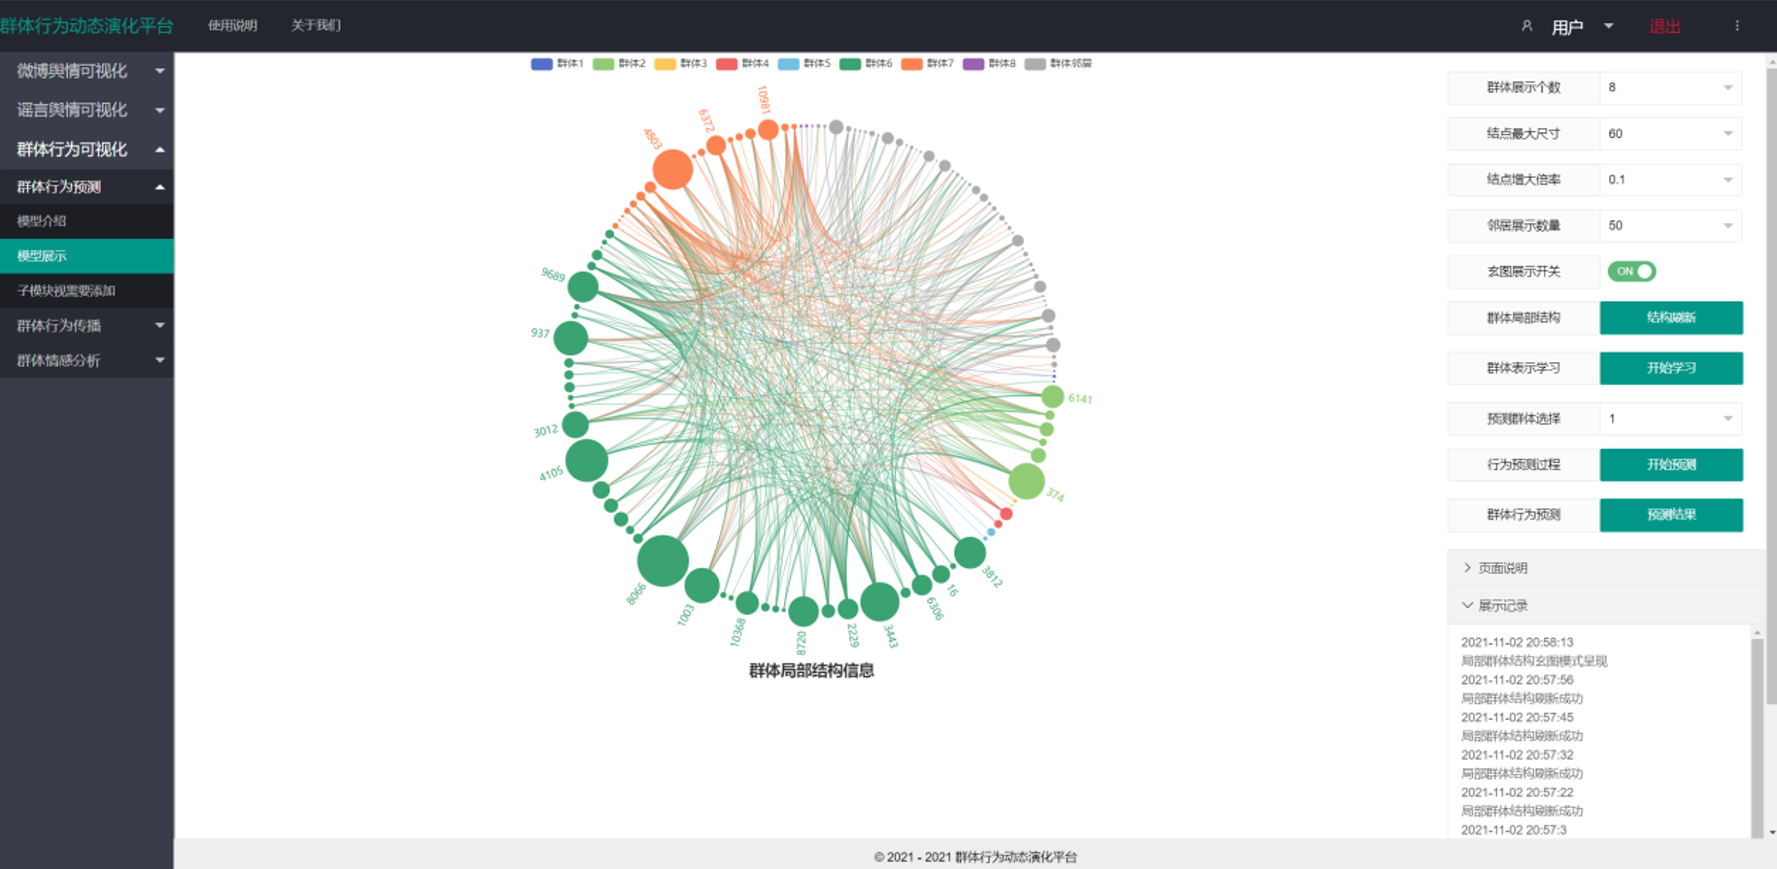 群体行为动态演化平台 使用说明 关于我们 用户 退出
微博舆情可视化
谣言舆情可视化
群体行为可视化
群体行为预测
模型介绍
模型展示
子模块视需要添加
群体行为传播
群体情感分析
群体1 群体2 群体3 群体4 群体5 群体6 群体7 群体8 群体邻居
10981
6372
4803
9689
937
3012
4105
8066
1003
10368
8720
2229
3443
6306
16
3812
374
6141
群体局部结构信息
群体展示个数 8
结点最大尺寸 60
结点增大倍率 0.1
邻居展示数量 50
玄图展示开关 ON
群体局部结构 结构刷新
群体表示学习 开始学习
预测群体选择 1
行为预测过程 开始预测
群体行为预测 预测结果
页面说明
展示记录
2021-11-02 20:58:13
局部群体结构玄图模式呈现
2021-11-02 20:57:56
局部群体结构刷新成功
2021-11-02 20:57:45
局部群体结构刷新成功
2021-11-02 20:57:32
局部群体结构刷新成功
2021-11-02 20:57:22
局部群体结构刷新成功
2021-11-02 20:57:3
© 2021 - 2021 群体行为动态演化平台